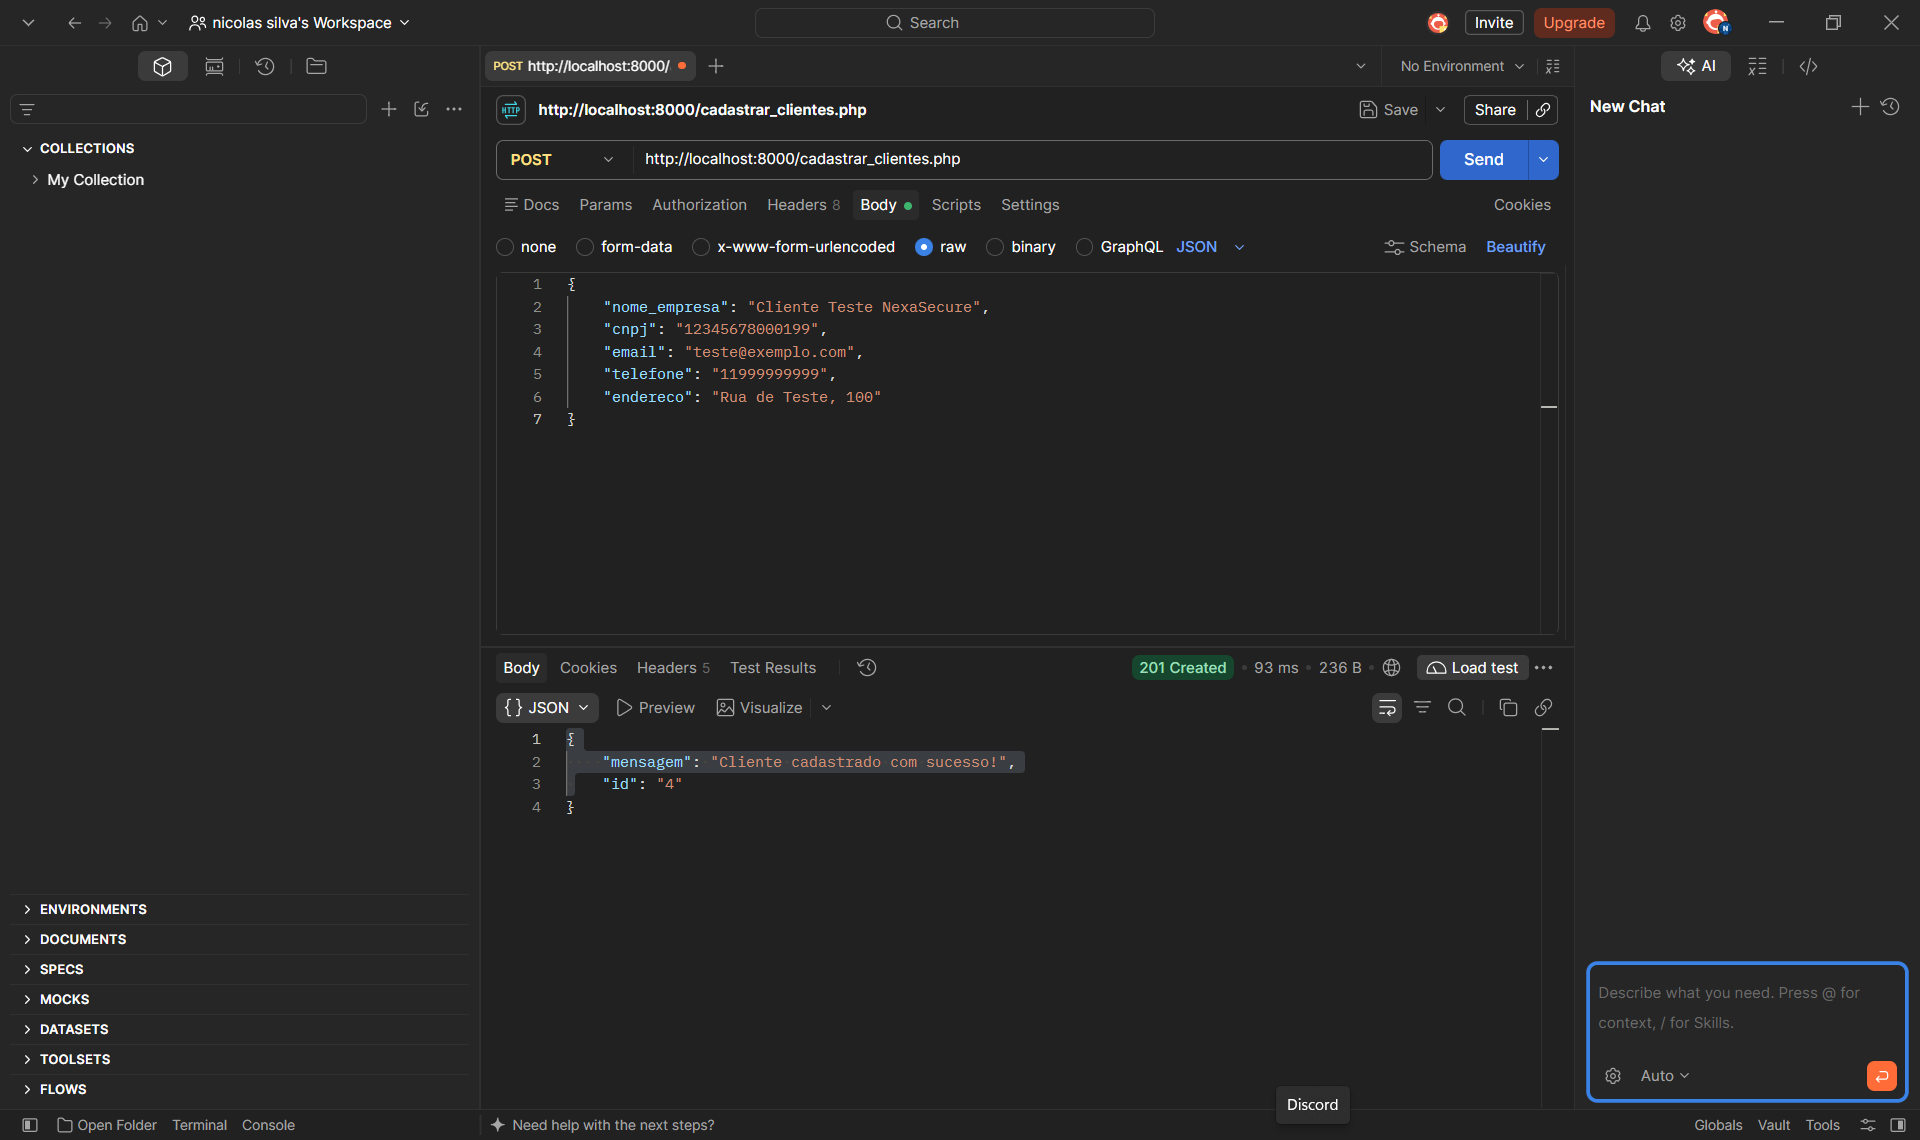 nicolas silva's Workspace
Search
Invite
Upgrade
N
POST http://localhost:8000/
No Environment
AI
HTTP http://localhost:8000/cadastrar_clientes.php
Save
Share
New Chat
COLLECTIONS
My Collection
POST
http://localhost:8000/cadastrar_clientes.php
Send
Docs
Params
Authorization
Headers 8
Body
Scripts
Settings
Cookies
none
form-data
x-www-form-urlencoded
raw
binary
GraphQL
JSON
Schema
Beautify
1 {
2 "nome_empresa": "Cliente Teste NexaSecure",
3 "cnpj": "12345678000199",
4 "email": "teste@exemplo.com",
5 "telefone": "11999999999",
6 "endereco": "Rua de Teste, 100"
7 }
Body
Cookies
Headers 5
Test Results
201 Created • 93 ms • 236 B
Load test
{} JSON
Preview
Visualize
1 {
2 "mensagem": "Cliente cadastrado com sucesso!",
3 "id": "4"
4 }
ENVIRONMENTS
DOCUMENTS
SPECS
MOCKS
DATASETS
TOOLSETS
FLOWS
Describe what you need. Press @ for
context, / for Skills.
Auto
Discord
Open Folder
Terminal
Console
Need help with the next steps?
Globals
Vault
Tools